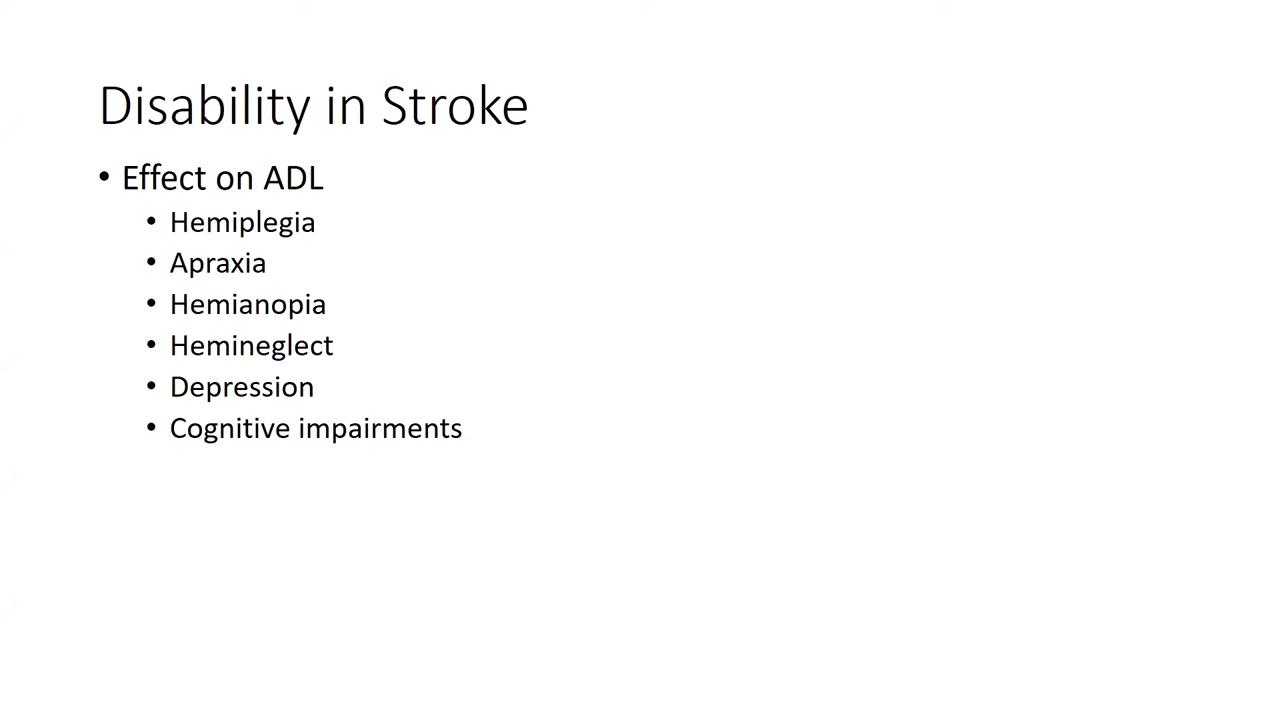 Disability in Stroke
• Effect on ADL
• Hemiplegia
• Apraxia
• Hemianopia
• Hemineglect
• Depression
• Cognitive impairments